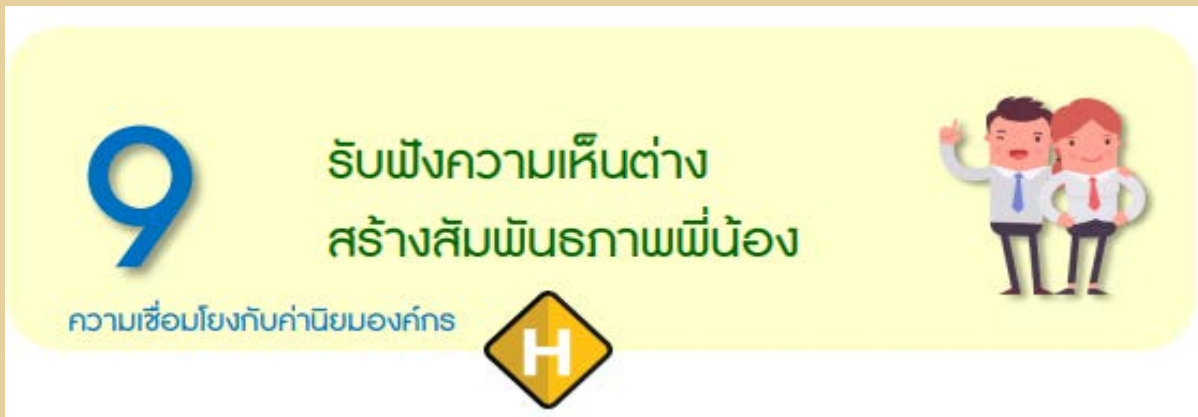 9
รับฟังความเห็นต่าง
สร้างสัมพันธภาพพี่น้อง
ความเชื่อมโยงกับค่านิยมองค์กร
H